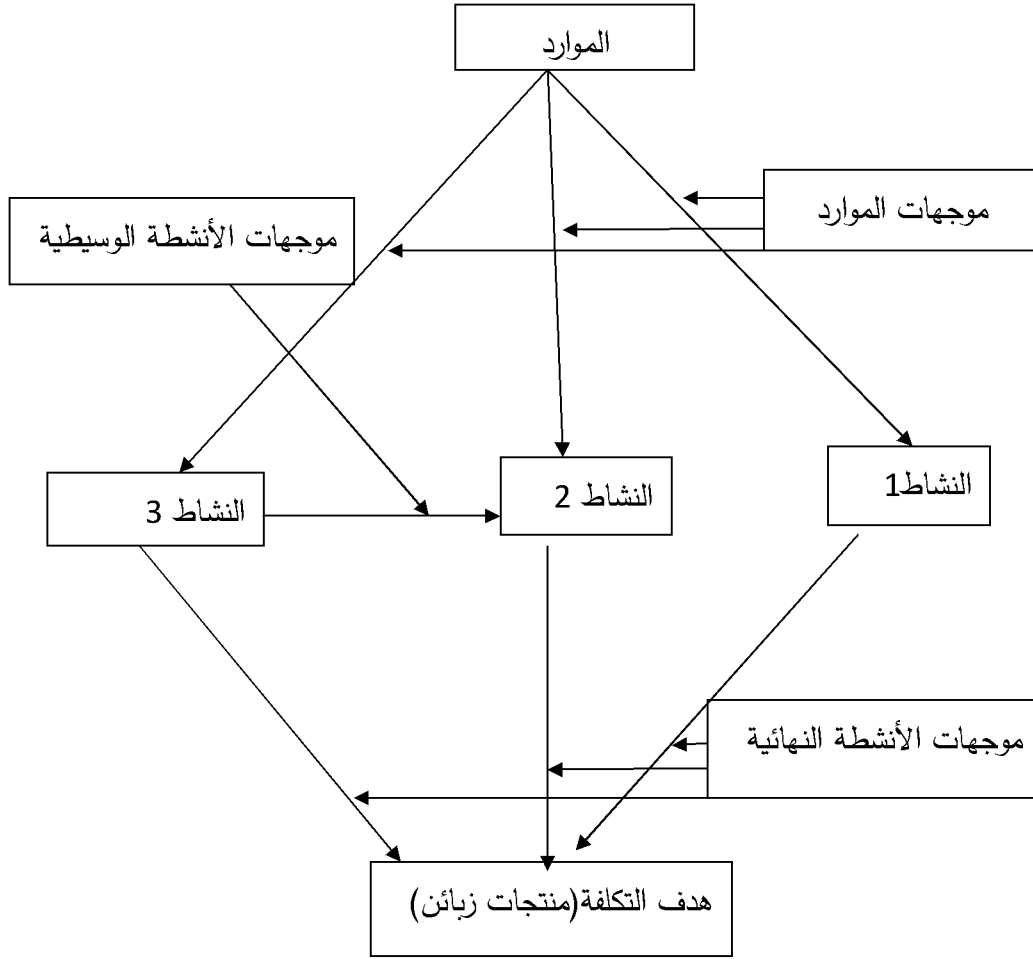 الموارد
موجهات الموارد
موجهات الأنشطة الوسيطية
النشاط1
النشاط 2
النشاط 3
موجهات الأنشطة النهائية
هدف التكلفة(منتجات زبائن)